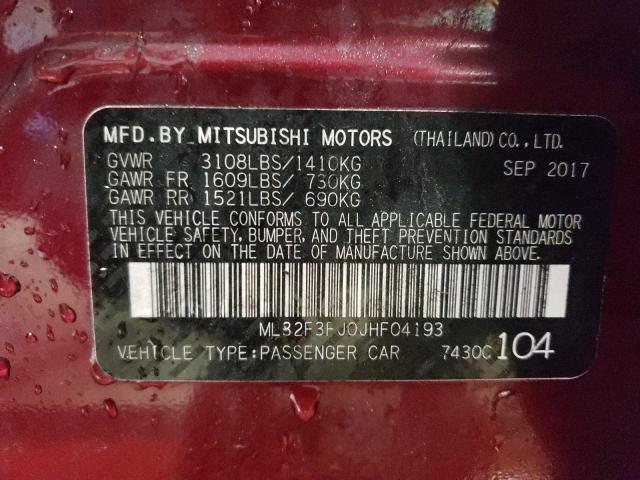 MFD.BY MITSUBISHI MOTORS (THAILAND) CO., LTD.
GVWR 3108LBS/1410KG SEP 2017
GAWR FR 1609LBS/ 730KG
GAWR RR 1521LBS/ 690KG
THIS VEHICLE CONFORMS TO ALL APPLICABLE FEDERAL MOTOR
VEHICLE SAFETY, BUMPER, AND THEFT PREVENTION STANDARDS
IN EFFECT ON THE DATE OF MANUFACTURE SHOWN ABOVE.
ML32F3FJ0JHF04193
VEHICLE TYPE:PASSENGER CAR 7430C 104